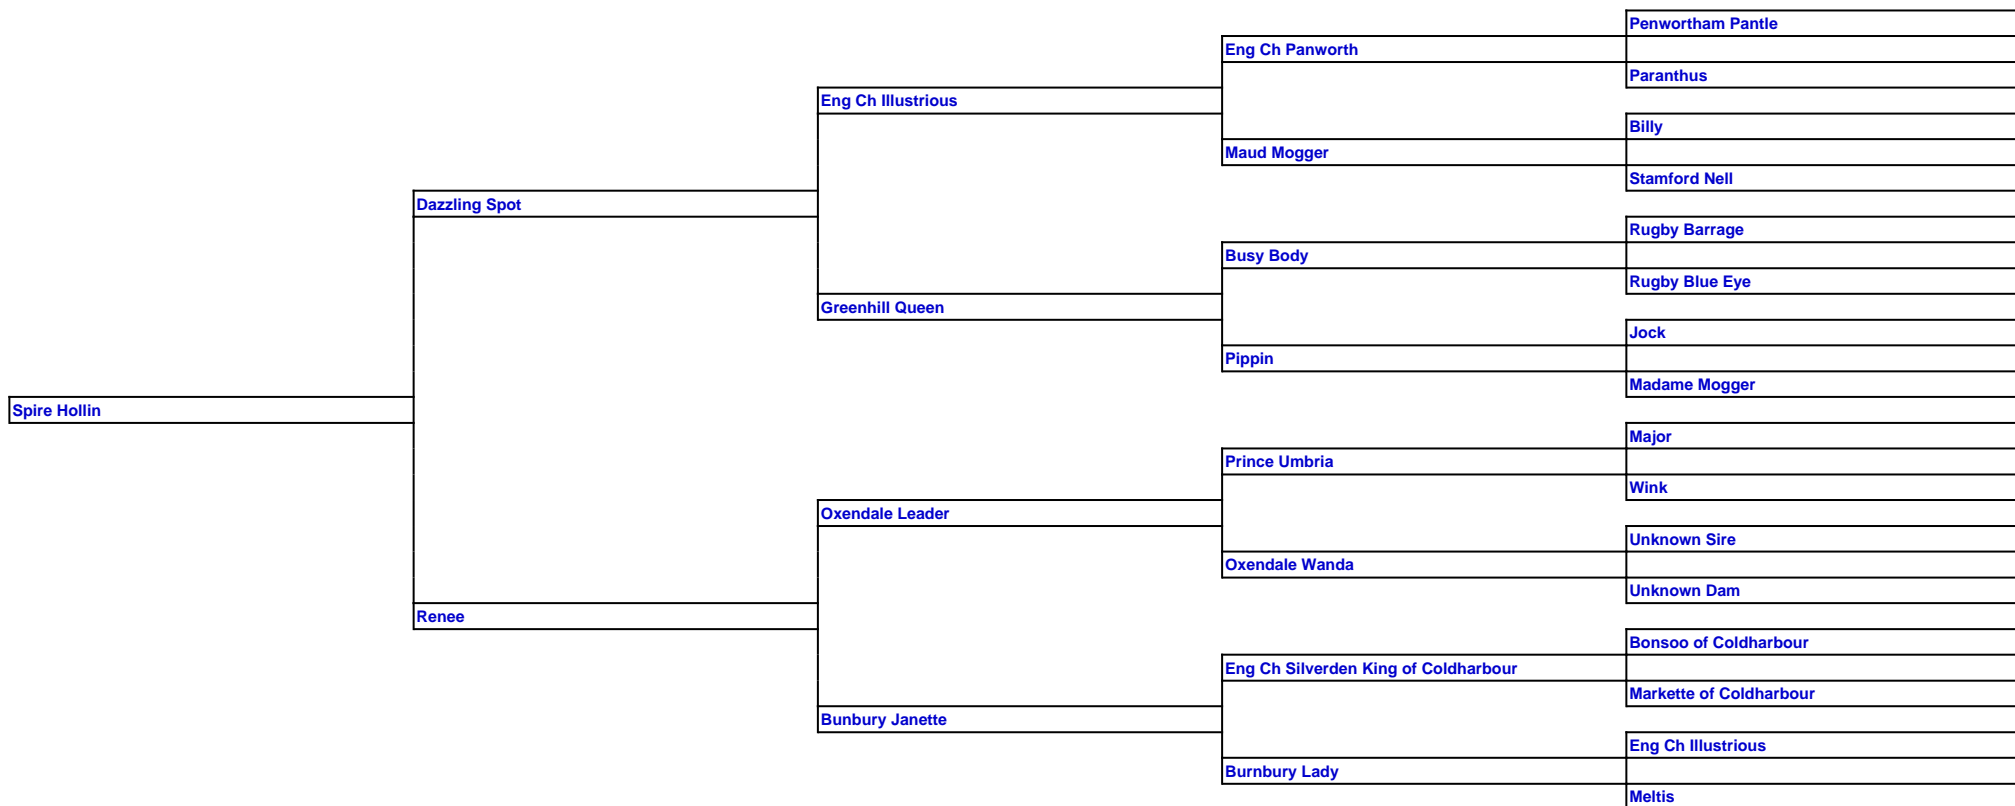 Penwortham Pantle
Eng Ch Panworth
Paranthus
Eng Ch Illustrious
Billy
Maud Mogger
Stamford Nell
Dazzling Spot
Rugby Barrage
Busy Body
Rugby Blue Eye
Greenhill Queen
Jock
Pippin
Madame Mogger
Spire Hollin
Major
Prince Umbria
Wink
Oxendale Leader
Unknown Sire
Oxendale Wanda
Unknown Dam
Renee
Bonsoo of Coldharbour
Eng Ch Silverden King of Coldharbour
Markette of Coldharbour
Bunbury Janette
Eng Ch Illustrious
Burnbury Lady
Meltis